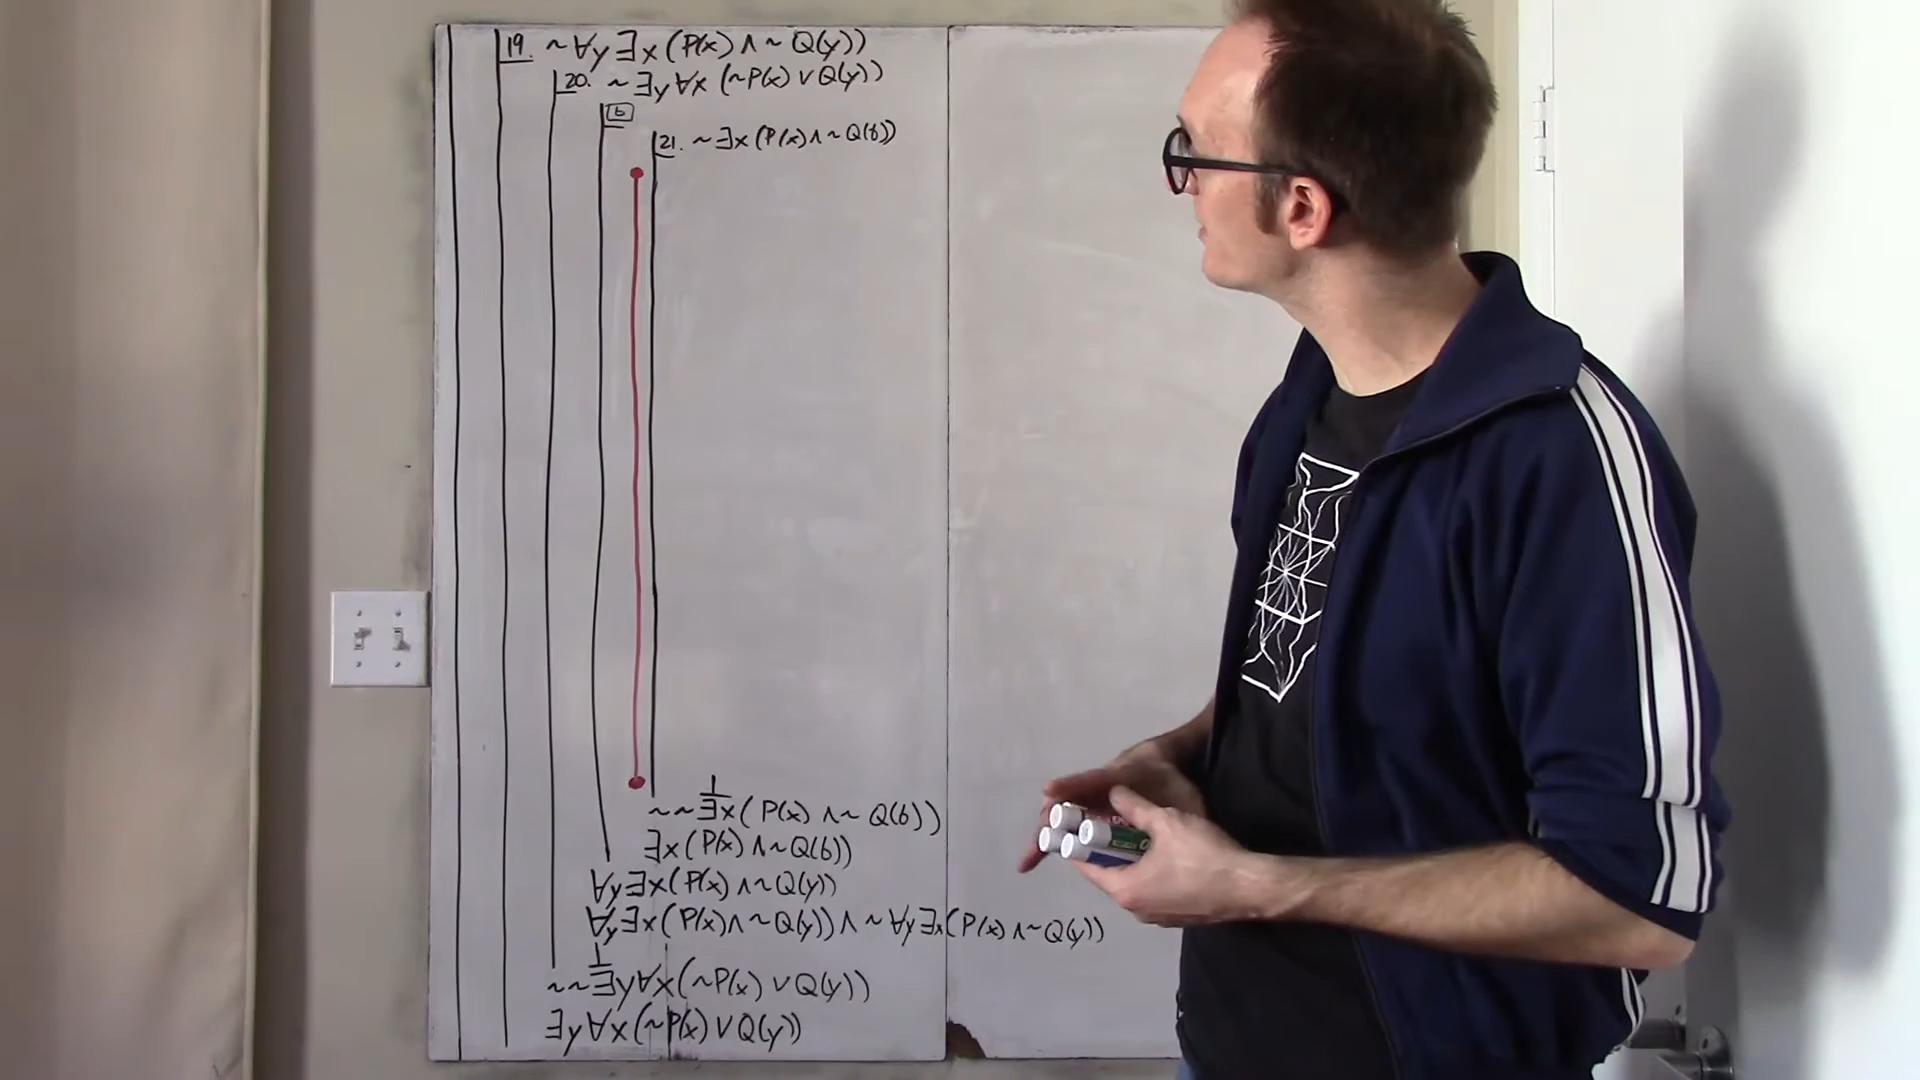 19. ~∀y∃x(P(x)∧~Q(y))
20. ~∃y∀x(~P(x)∨Q(y))
b
21. ~∃x(P(x)∧~Q(b))
⊥
~~∃x(P(x)∧~Q(b))
∃x(P(x)∧~Q(b))
∀y∃x(P(x)∧~Q(y))
∀y∃x(P(x)∧~Q(y))∧~∀y∃x(P(x)∧~Q(y))
⊥
~~∃y∀x(~P(x)∨Q(y))
∃y∀x(~P(x)∨Q(y))